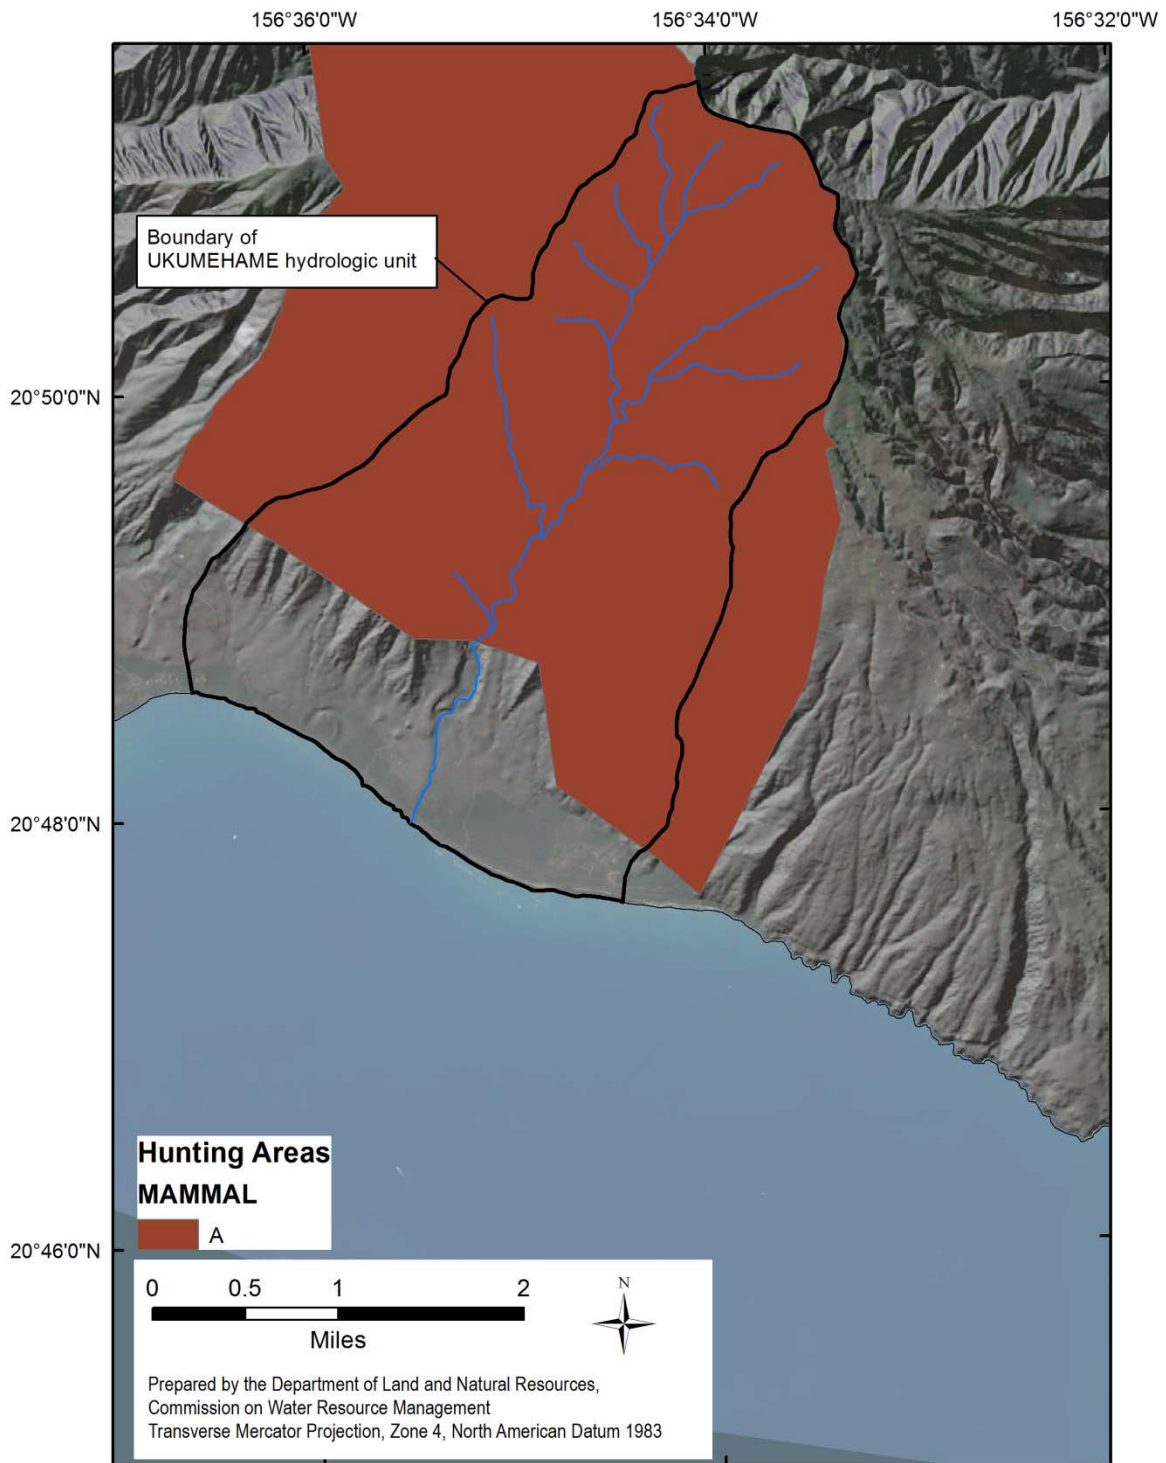 156°36'0"W 156°34'0"W 156°32'0"W
Boundary of
UKUMEHAME hydrologic unit
20°50'0"N
20°48'0"N
Hunting Areas
MAMMAL
A
20°46'0"N
0 0.5 1 2
Miles
N
Prepared by the Department of Land and Natural Resources,
Commission on Water Resource Management
Transverse Mercator Projection, Zone 4, North American Datum 1983